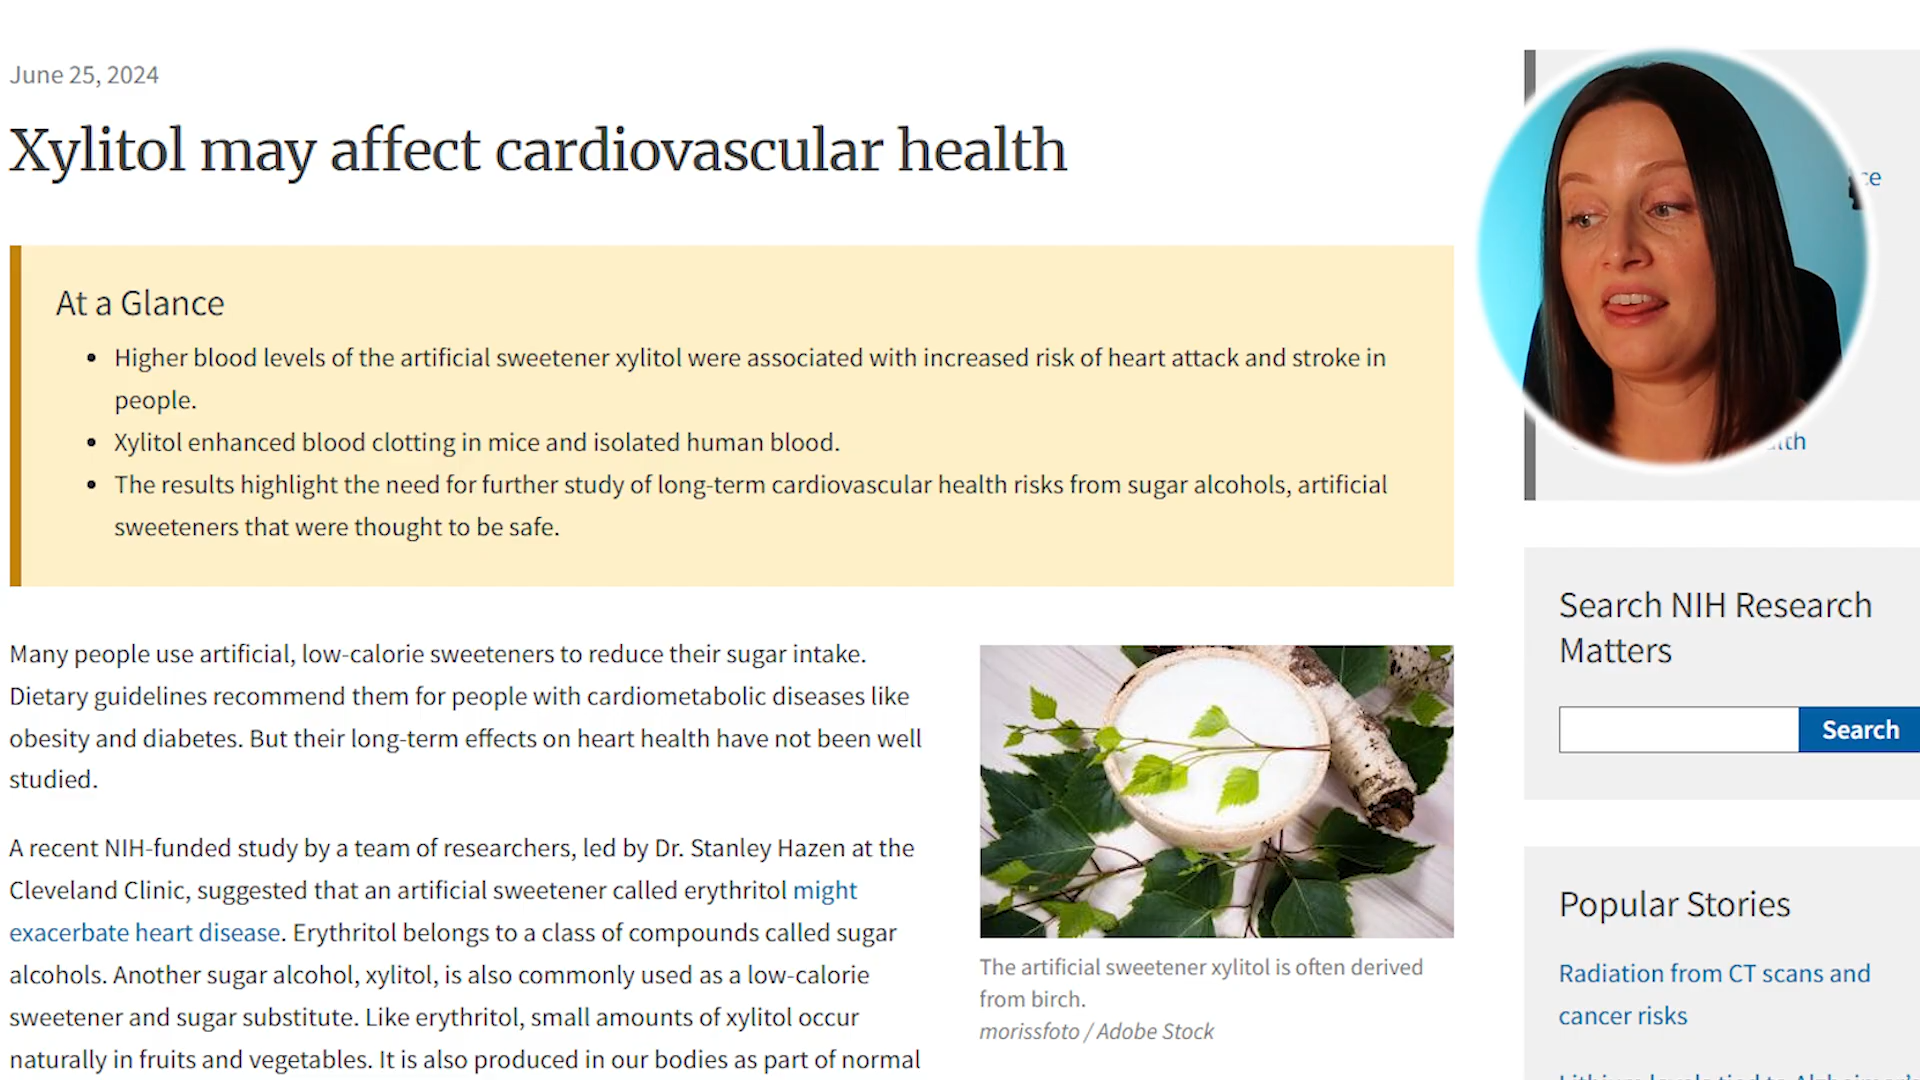 June 25, 2024
Xylitol may affect cardiovascular health
At a Glance
• Higher blood levels of the artificial sweetener xylitol were associated with increased risk of heart attack and stroke in
people.
• Xylitol enhanced blood clotting in mice and isolated human blood.
• The results highlight the need for further study of long-term cardiovascular health risks from sugar alcohols, artificial
sweeteners that were thought to be safe.
Many people use artificial, low-calorie sweeteners to reduce their sugar intake.
Dietary guidelines recommend them for people with cardiometabolic diseases like
obesity and diabetes. But their long-term effects on heart health have not been well
studied.
A recent NIH-funded study by a team of researchers, led by Dr. Stanley Hazen at the
Cleveland Clinic, suggested that an artificial sweetener called erythritol might
exacerbate heart disease. Erythritol belongs to a class of compounds called sugar
alcohols. Another sugar alcohol, xylitol, is also commonly used as a low-calorie
sweetener and sugar substitute. Like erythritol, small amounts of xylitol occur
naturally in fruits and vegetables. It is also produced in our bodies as part of normal
The artificial sweetener xylitol is often derived
from birch.
morissfoto / Adobe Stock
Search NIH Research
Matters
Search
Popular Stories
Radiation from CT scans and
cancer risks